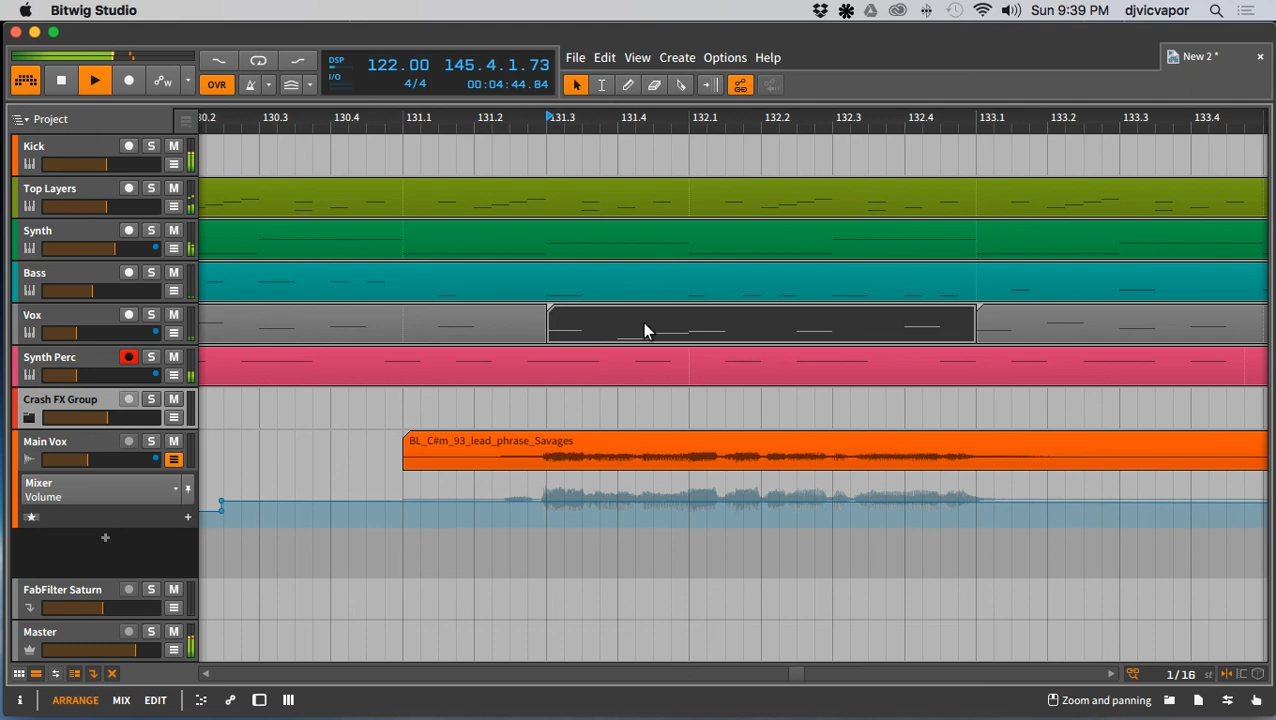 Bitwig Studio
Sun 9:39 PM djvicvapor
OVR
DSP
I/O
122.00 145.4.1.73
4/4 00:04:44.84
File Edit View Create Options Help
New 2 *
Project
30.2 130.3 130.4 131.1 131.2 131.3 131.4 132.1 132.2 132.3 132.4 133.1 133.2 133.3 133.4
Kick S M
Top Layers S M
Synth S M
Bass S M
Vox S M
Synth Perc S M
Crash FX Group S M
Main Vox S M
BL_C#m_93_lead_phrase_Savages
Mixer
Volume
FabFilter Saturn S M
Master S M
1/16 st
ARRANGE MIX EDIT
Zoom and panning